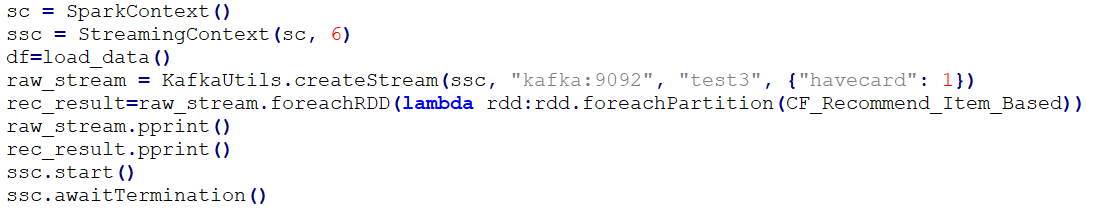 sc = SparkContext()
ssc = StreamingContext(sc, 6)
df=load_data()
raw_stream = KafkaUtils.createStream(ssc, "kafka:9092", "test3", {"havecard": 1})
rec_result=raw_stream.foreachRDD(lambda rdd:rdd.foreachPartition(CF_Recommend_Item_Based))
raw_stream.pprint()
rec_result.pprint()
ssc.start()
ssc.awaitTermination()